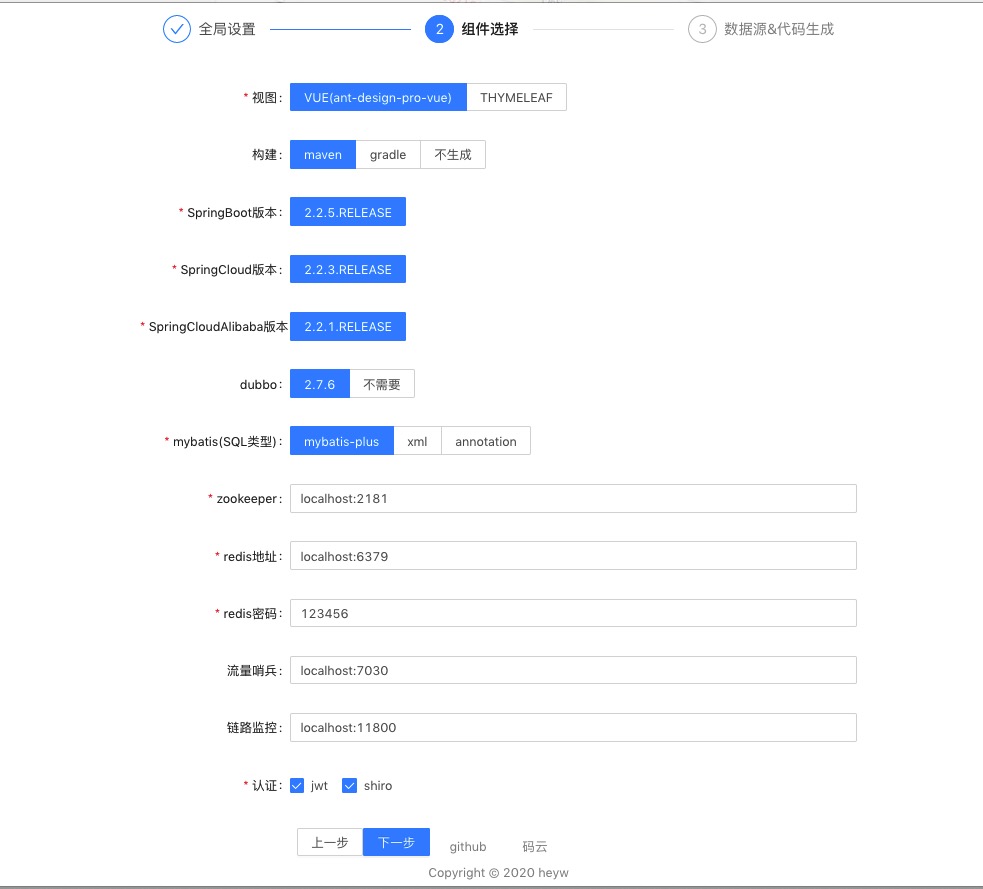 全局设置 2 组件选择 3 数据源&代码生成
* 视图: VUE(ant-design-pro-vue) THYMELEAF
构建: maven gradle 不生成
* SpringBoot版本: 2.2.5.RELEASE
* SpringCloud版本: 2.2.3.RELEASE
* SpringCloudAlibaba版本 2.2.1.RELEASE
dubbo: 2.7.6 不需要
* mybatis(SQL类型): mybatis-plus xml annotation
* zookeeper: localhost:2181
* redis地址: localhost:6379
* redis密码: 123456
流量哨兵: localhost:7030
链路监控: localhost:11800
* 认证: jwt shiro
上一步 下一步 github 码云
Copyright © 2020 heyw